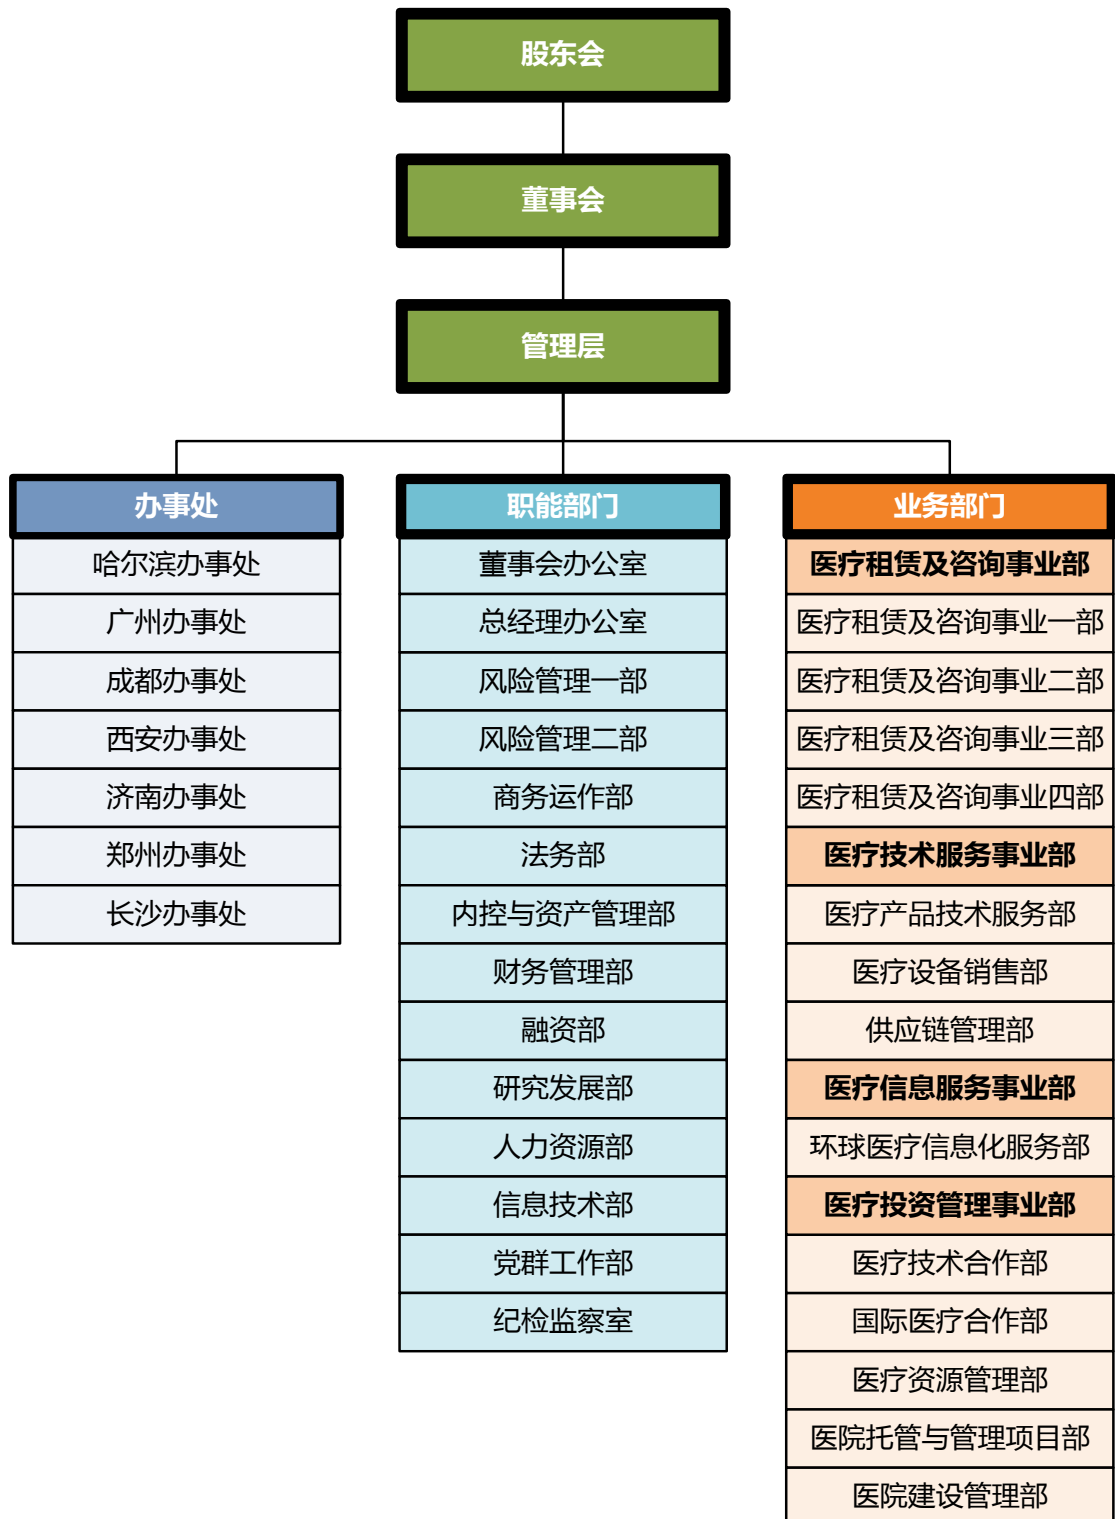 股东会
董事会
管理层
办事处
哈尔滨办事处
广州办事处
成都办事处
西安办事处
济南办事处
郑州办事处
长沙办事处
职能部门
董事会办公室
总经理办公室
风险管理一部
风险管理二部
商务运作部
法务部
内控与资产管理部
财务管理部
融资部
研究发展部
人力资源部
信息技术部
党群工作部
纪检监察室
业务部门
医疗租赁及咨询事业部
医疗租赁及咨询事业一部
医疗租赁及咨询事业二部
医疗租赁及咨询事业三部
医疗租赁及咨询事业四部
医疗技术服务事业部
医疗产品技术服务部
医疗设备销售部
供应链管理部
医疗信息服务事业部
环球医疗信息化服务部
医疗投资管理事业部
医疗技术合作部
国际医疗合作部
医疗资源管理部
医院托管与管理项目部
医院建设管理部